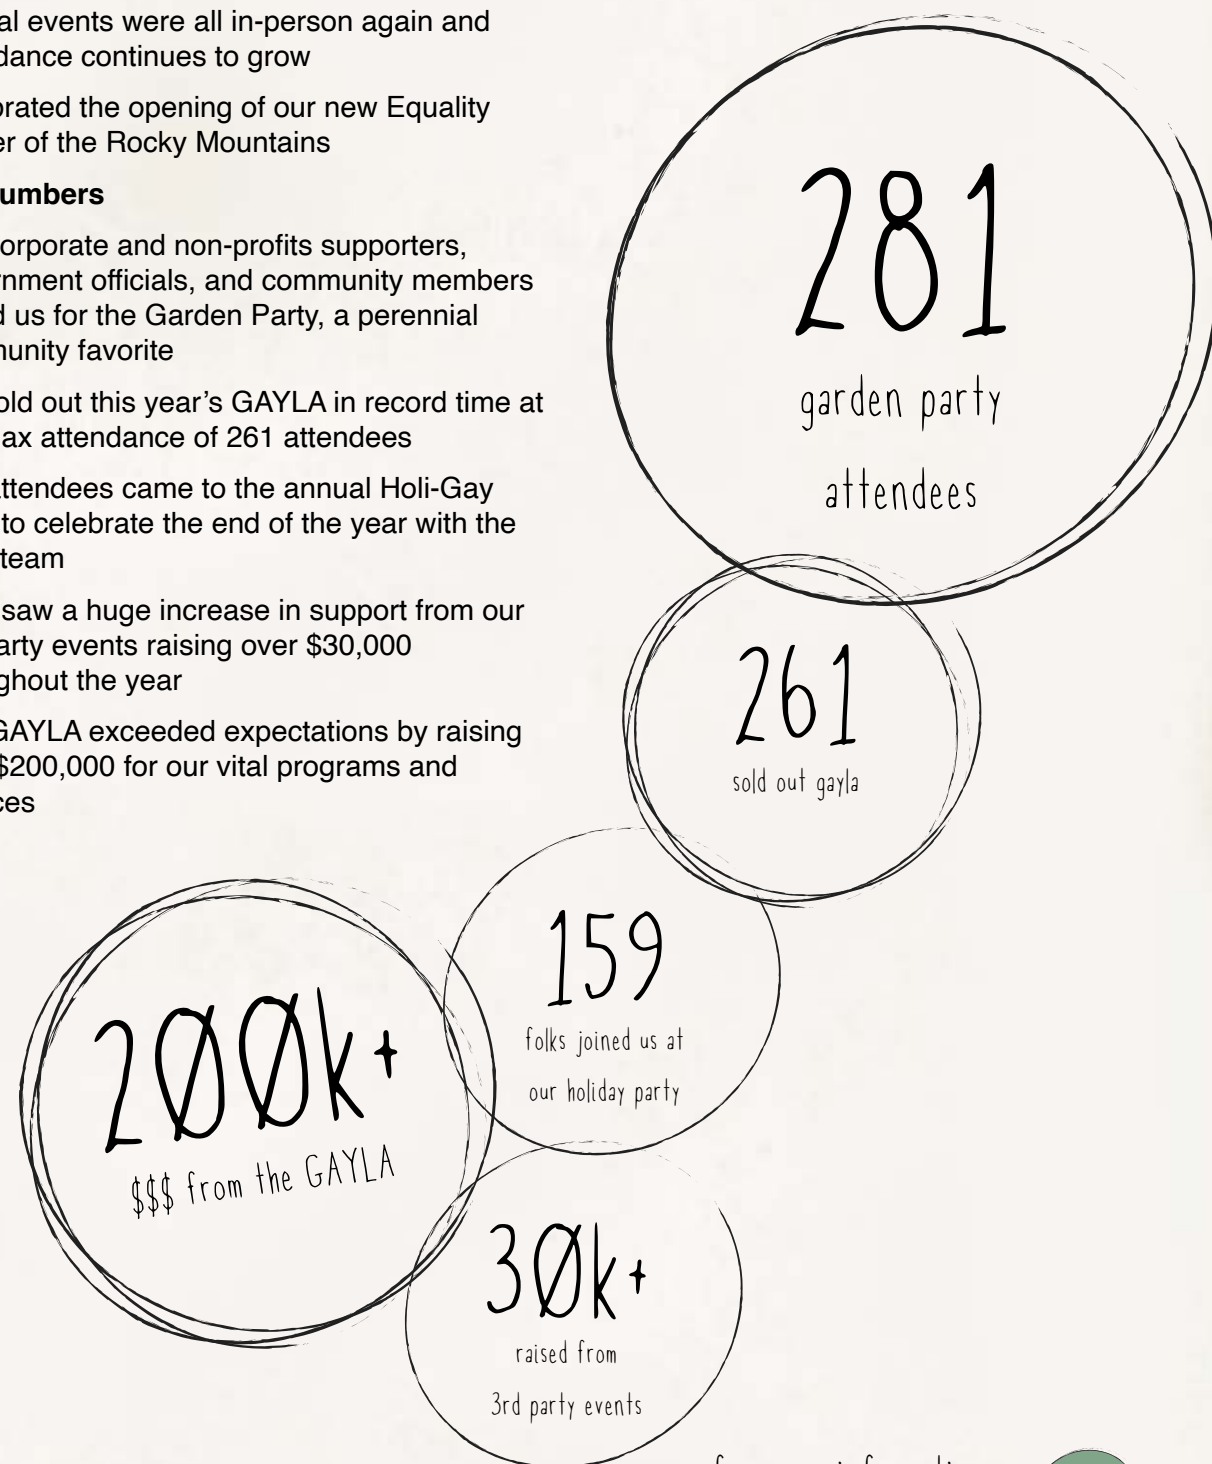 al events were all in-person again and
dance continues to grow
brated the opening of our new Equality
er of the Rocky Mountains
umbers
orporate and non-profits supporters,
rnment officials, and community members
d us for the Garden Party, a perennial
munity favorite
old out this year’s GAYLA in record time at
ax attendance of 261 attendees
ttendees came to the annual Holi-Gay
to celebrate the end of the year with the
team
saw a huge increase in support from our
arty events raising over $30,000
ghout the year
GAYLA exceeded expectations by raising
$200,000 for our vital programs and
ces
281
garden party
attendees
261
sold out gayla
159
folks joined us at
our holiday party
200k+
$$$ from the GAYLA
30k+
raised from
3rd party events